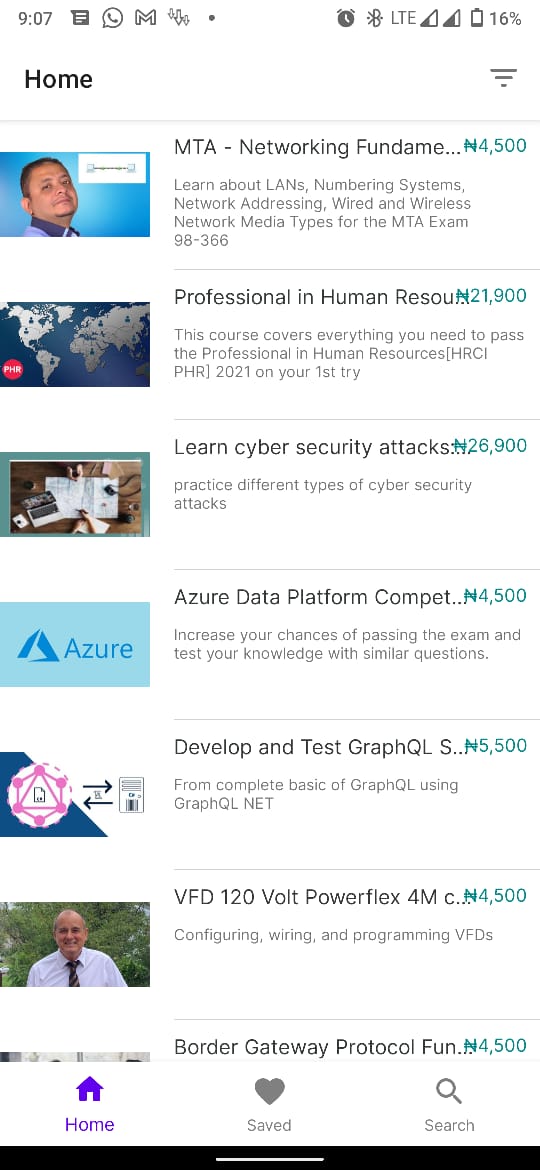 9:07 LTE 16%
Home
MTA - Networking Fundame... ₦4,500
Learn about LANs, Numbering Systems,
Network Addressing, Wired and Wireless
Network Media Types for the MTA Exam
98-366
Professional in Human Resou... ₦21,900
This course covers everything you need to pass
the Professional in Human Resources[HRCI
PHR] 2021 on your 1st try
PHR
Learn cyber security attacks:... ₦26,900
practice different types of cyber security
attacks
Azure Data Platform Compet... ₦4,500
Increase your chances of passing the exam and
test your knowledge with similar questions.
Azure
Develop and Test GraphQL S... ₦5,500
From complete basic of GraphQL using
GraphQL NET
VFD 120 Volt Powerflex 4M c... ₦4,500
Configuring, wiring, and programming VFDs
Border Gateway Protocol Fun... ₦4,500
Home Saved Search